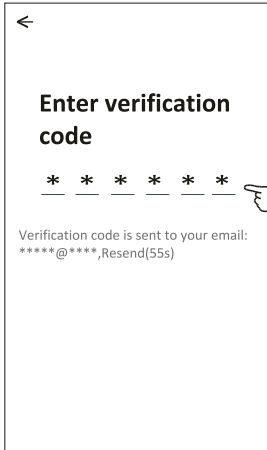 Enter verification
code
* * * * * *
Verification code is sent to your email:
*****@****,Resend(55s)